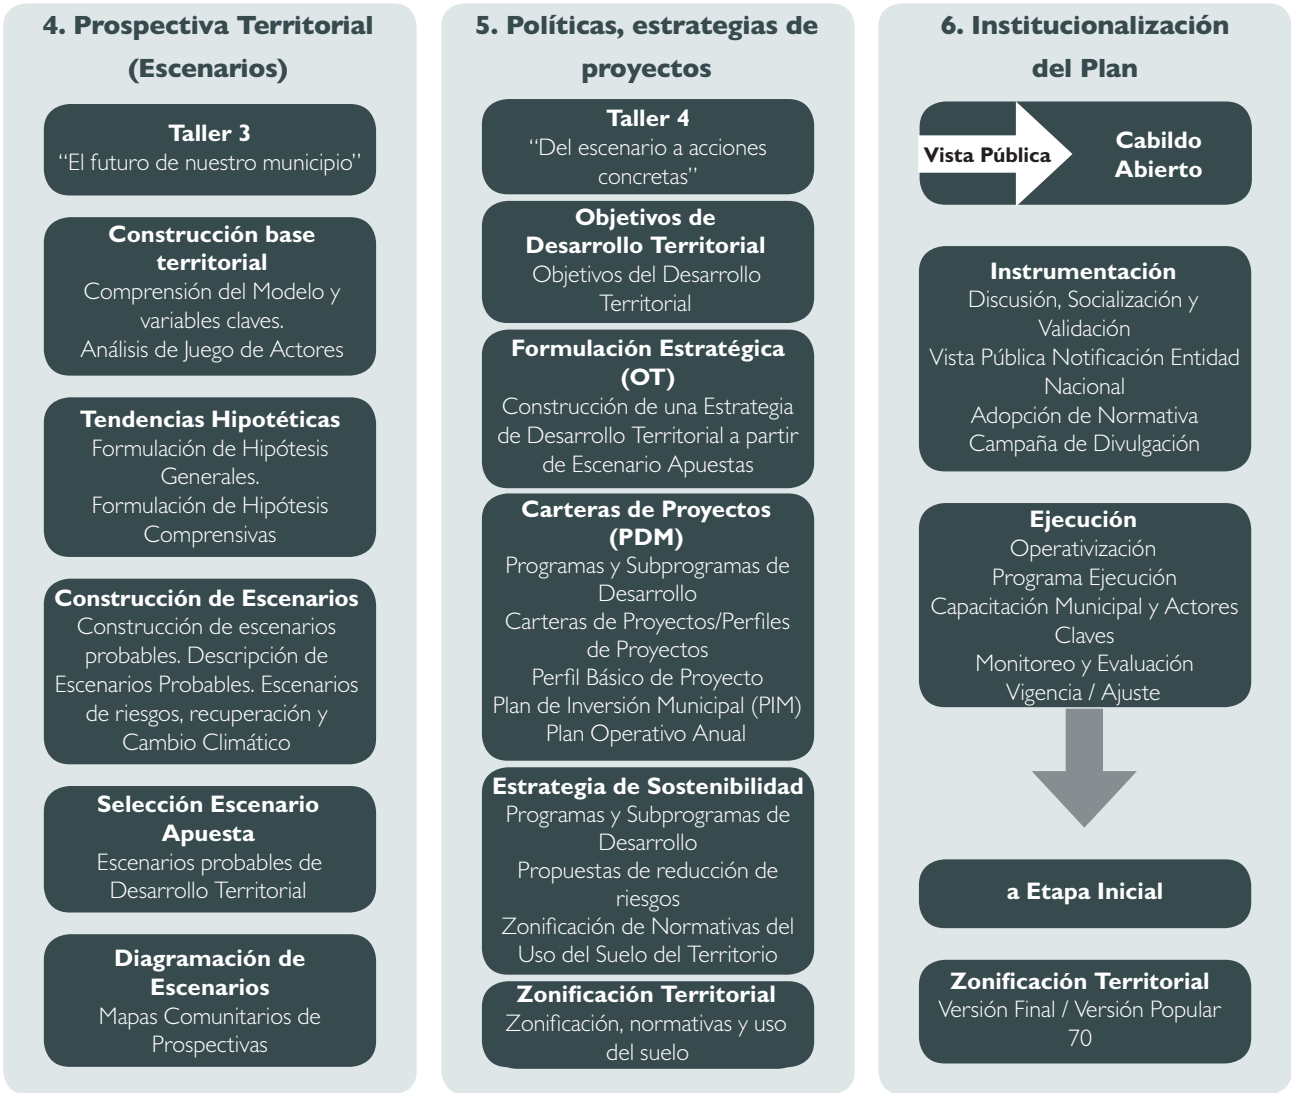 4. Prospectiva Territorial
(Escenarios)
Taller 3
“El futuro de nuestro municipio”
Construcción base
territorial
Comprensión del Modelo y
variables claves.
Análisis de Juego de Actores
Tendencias Hipotéticas
Formulación de Hipótesis
Generales.
Formulación de Hipótesis
Comprensivas
Construcción de Escenarios
Construcción de escenarios
probables. Descripción de
Escenarios Probables. Escenarios
de riesgos, recuperación y
Cambio Climático
Selección Escenario
Apuesta
Escenarios probables de
Desarrollo Territorial
Diagramación de
Escenarios
Mapas Comunitarios de
Prospectivas
5. Políticas, estrategias de
proyectos
Taller 4
“Del escenario a acciones
concretas”
Objetivos de
Desarrollo Territorial
Objetivos del Desarrollo
Territorial
Formulación Estratégica
(OT)
Construcción de una Estrategia
de Desarrollo Territorial a partir
de Escenario Apuestas
Carteras de Proyectos
(PDM)
Programas y Subprogramas de
Desarrollo
Carteras de Proyectos/Perfiles
de Proyectos
Perfil Básico de Proyecto
Plan de Inversión Municipal (PIM)
Plan Operativo Anual
Estrategia de Sostenibilidad
Programas y Subprogramas de
Desarrollo
Propuestas de reducción de
riesgos
Zonificación de Normativas del
Uso del Suelo del Territorio
Zonificación Territorial
Zonificación, normativas y uso
del suelo
6. Institucionalización
del Plan
Vista Pública
Cabildo
Abierto
Instrumentación
Discusión, Socialización y
Validación
Vista Pública Notificación Entidad
Nacional
Adopción de Normativa
Campaña de Divulgación
Ejecución
Operativización
Programa Ejecución
Capacitación Municipal y Actores
Claves
Monitoreo y Evaluación
Vigencia / Ajuste
a Etapa Inicial
Zonificación Territorial
Versión Final / Versión Popular
70